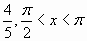 4/5, π/2 < x < π